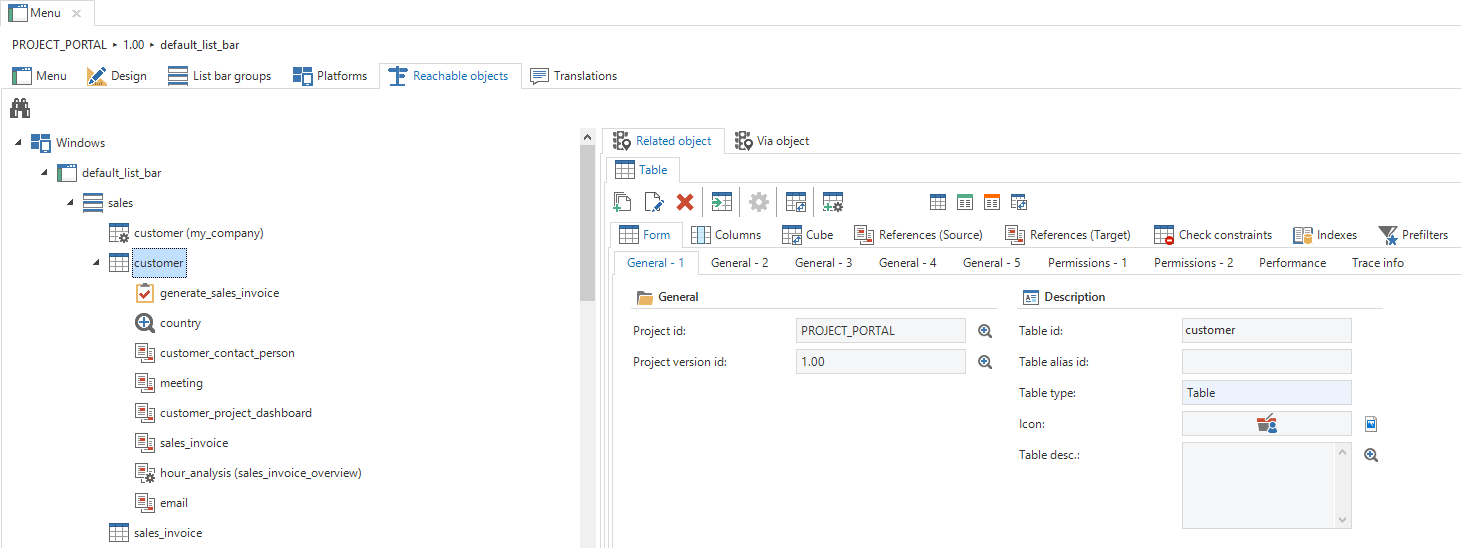 Menu
PROJECT_PORTAL ▸ 1.00 ▸ default_list_bar
Menu Design List bar groups Platforms Reachable objects Translations
Windows
default_list_bar
sales
customer (my_company)
customer
generate_sales_invoice
country
customer_contact_person
meeting
customer_project_dashboard
sales_invoice
hour_analysis (sales_invoice_overview)
email
sales_invoice
Related object Via object
Table
Form Columns Cube References (Source) References (Target) Check constraints Indexes Prefilters
General - 1 General - 2 General - 3 General - 4 General - 5 Permissions - 1 Permissions - 2 Performance Trace info
General
Project id: PROJECT_PORTAL
Project version id: 1.00
Description
Table id: customer
Table alias id:
Table type: Table
Icon:
Table desc.: